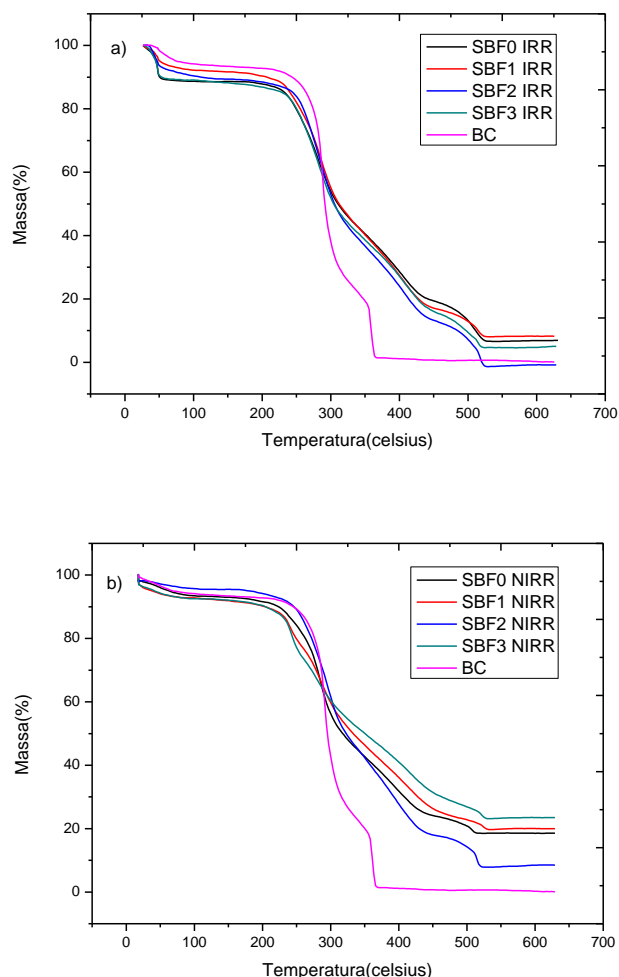 a)
SBF0 IRR
SBF1 IRR
SBF2 IRR
SBF3 IRR
BC
100
80
60
40
20
0
Massa(%)
0 100 200 300 400 500 600 700
Temperatura(celsius)
b)
SBF0 NIRR
SBF1 NIRR
SBF2 NIRR
SBF3 NIRR
BC
100
80
60
40
20
0
Massa(%)
0 100 200 300 400 500 600 700
Temperatura(celsius)